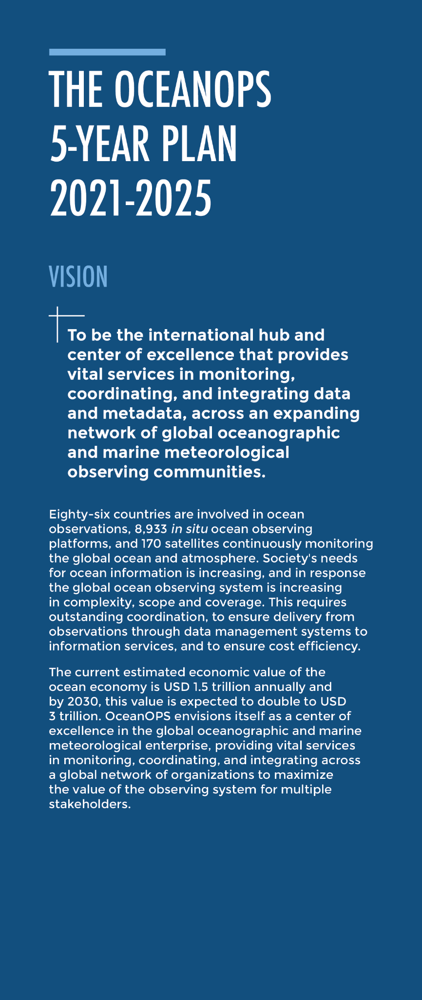 THE OCEANOPS
5-YEAR PLAN
2021-2025
VISION
To be the international hub and
center of excellence that provides
vital services in monitoring,
coordinating, and integrating data
and metadata, across an expanding
network of global oceanographic
and marine meteorological
observing communities.
Eighty-six countries are involved in ocean
observations, 8,933 in situ ocean observing
platforms, and 170 satellites continuously monitoring
the global ocean and atmosphere. Society's needs
for ocean information is increasing, and in response
the global ocean observing system is increasing
in complexity, scope and coverage. This requires
outstanding coordination, to ensure delivery from
observations through data management systems to
information services, and to ensure cost efficiency.
The current estimated economic value of the
ocean economy is USD 1.5 trillion annually and
by 2030, this value is expected to double to USD
3 trillion. OceanOPS envisions itself as a center of
excellence in the global oceanographic and marine
meteorological enterprise, providing vital services
in monitoring, coordinating, and integrating across
a global network of organizations to maximize
the value of the observing system for multiple
stakeholders.